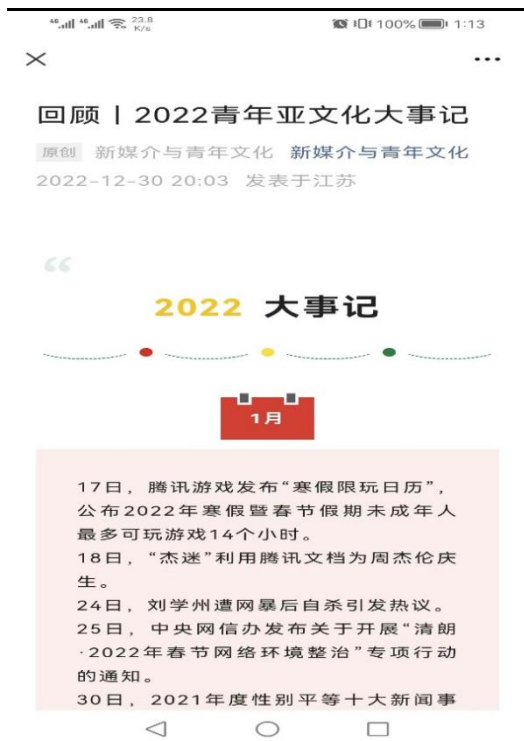 4G 4G 23.8 K/s 100% 1:13
回顾丨2022青年亚文化大事记
原创 新媒介与青年文化 新媒介与青年文化
2022-12-30 20:03 发表于江苏
“
2022 大事记
1月
17日，腾讯游戏发布“寒假限玩日历”，
公布2022年寒假暨春节假期未成年人
最多可玩游戏14个小时。
18日，“杰迷”利用腾讯文档为周杰伦庆
生。
24日，刘学州遭网暴后自杀引发热议。
25日，中央网信办发布关于开展“清朗
·2022年春节网络环境整治”专项行动
的通知。
30日，2021年度性别平等十大新闻事